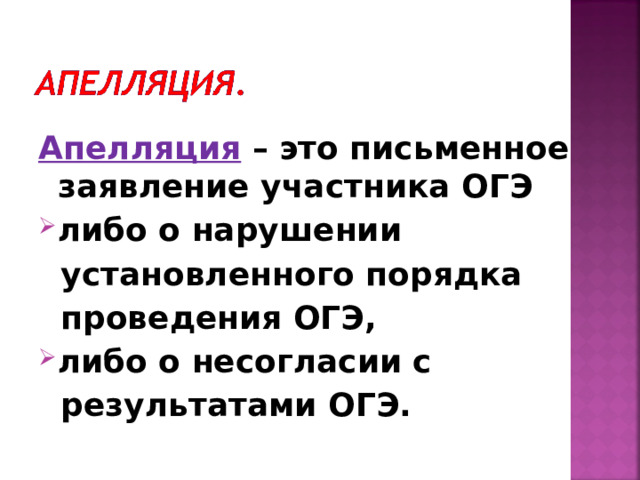 АПЕЛЛЯЦИЯ.
Апелляция – это письменное
заявление участника ОГЭ
либо о нарушении
установленного порядка
проведения ОГЭ,
либо о несогласии с
результатами ОГЭ.